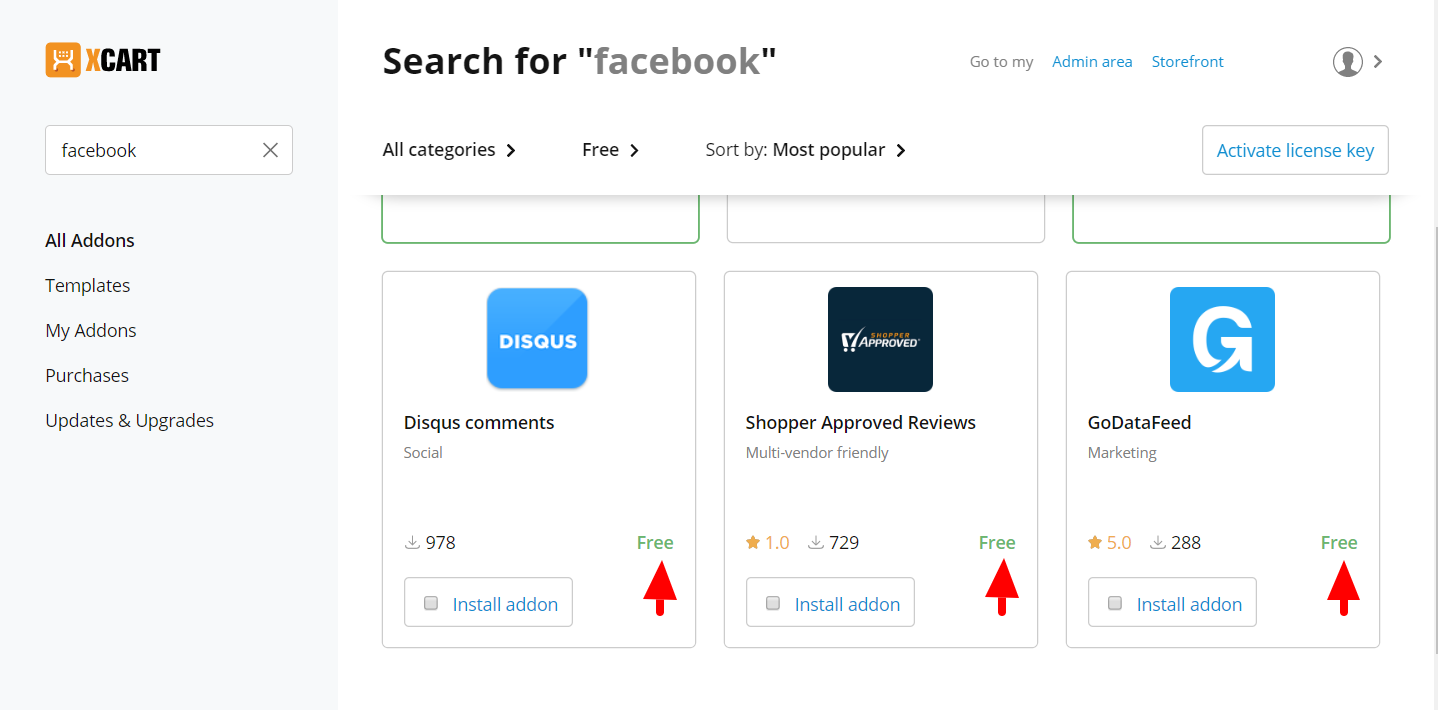 XCART
Search for "facebook"
Go to my Admin area Storefront
facebook
All categories Free Sort by: Most popular Activate license key
All Addons
Templates
My Addons
Purchases
Updates & Upgrades
DISQUS
Disqus comments
Social
978 Free
Install addon
SHOPPER
APPROVED
Shopper Approved Reviews
Multi-vendor friendly
1.0 729 Free
Install addon
G
GoDataFeed
Marketing
5.0 288 Free
Install addon